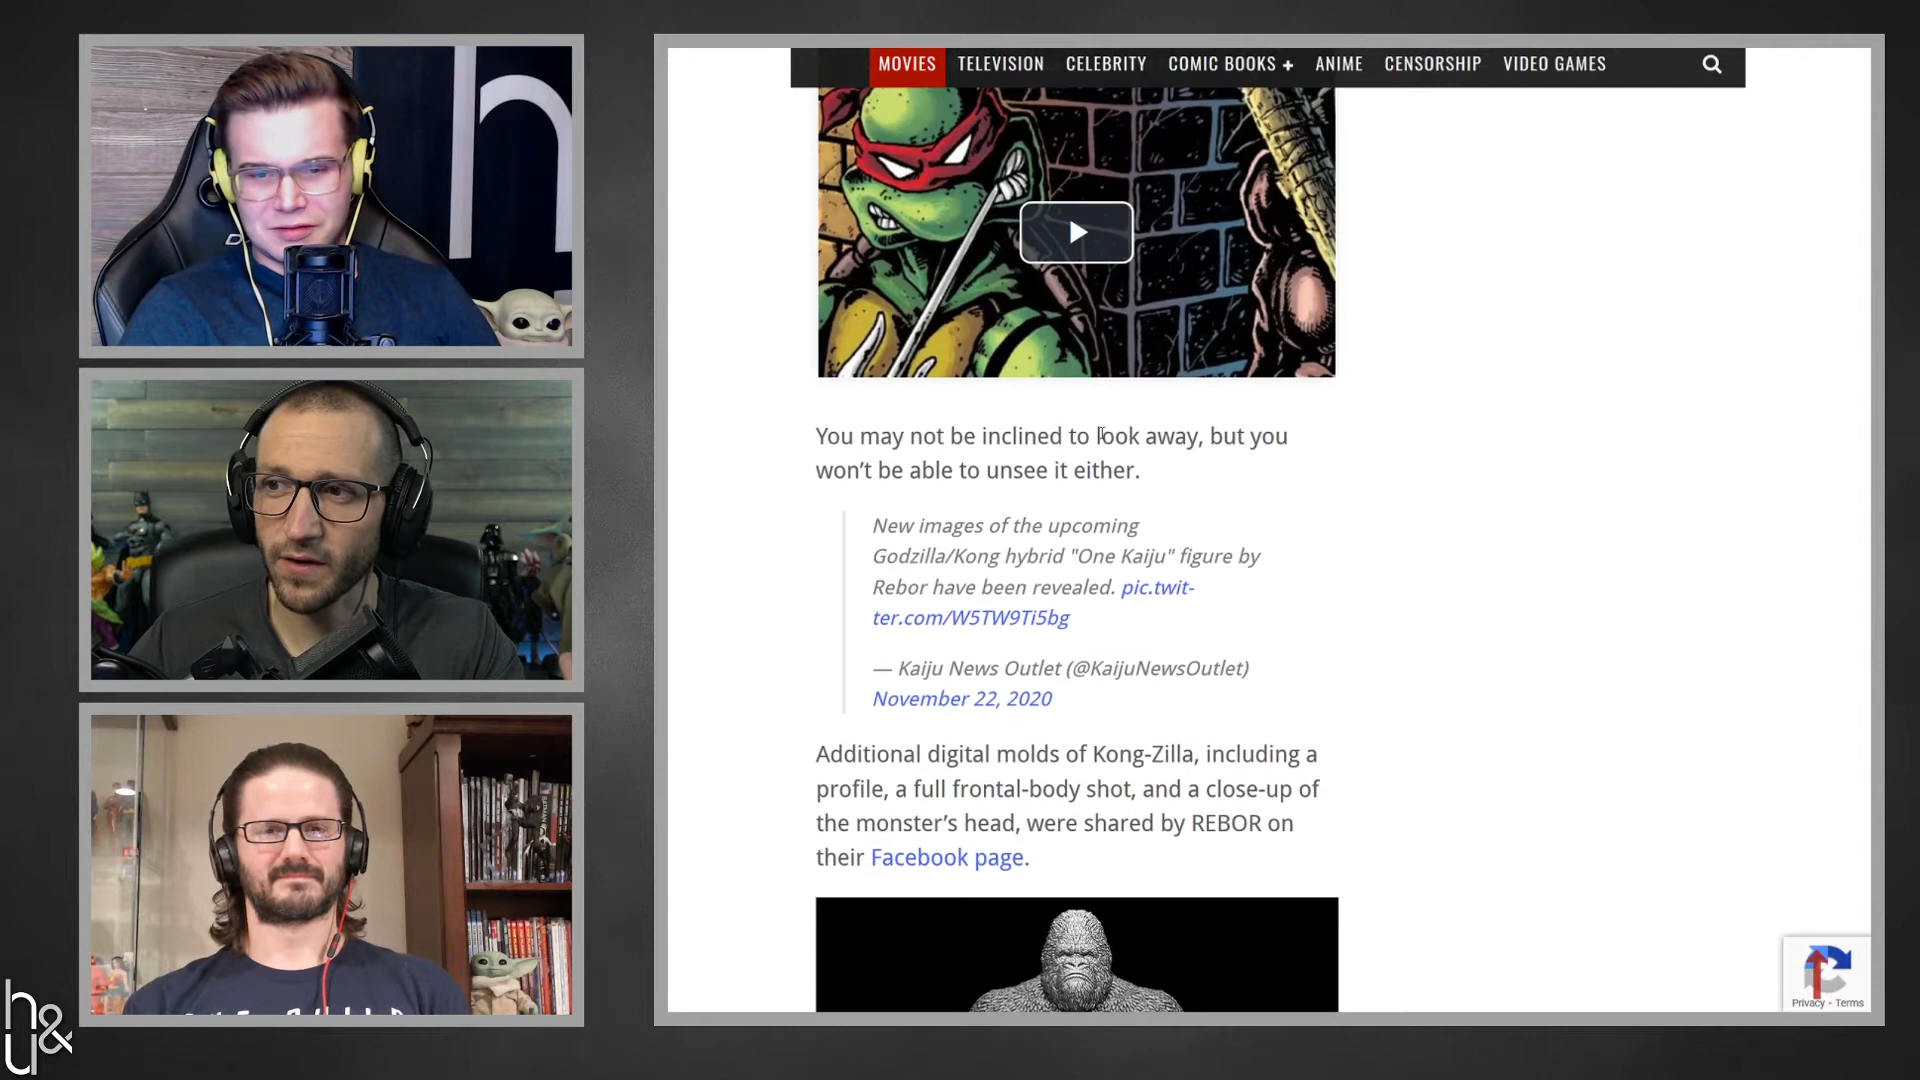 MOVIES TELEVISION CELEBRITY COMIC BOOKS + ANIME CENSORSHIP VIDEO GAMES
You may not be inclined to look away, but you
won’t be able to unsee it either.
New images of the upcoming
Godzilla/Kong hybrid "One Kaiju" figure by
Rebor have been revealed. pic.twit-
ter.com/W5TW9Ti5bg
— Kaiju News Outlet (@KaijuNewsOutlet)
November 22, 2020
Additional digital molds of Kong-Zilla, including a
profile, a full frontal-body shot, and a close-up of
the monster’s head, were shared by REBOR on
their Facebook page.
Privacy - Terms
h
h&u